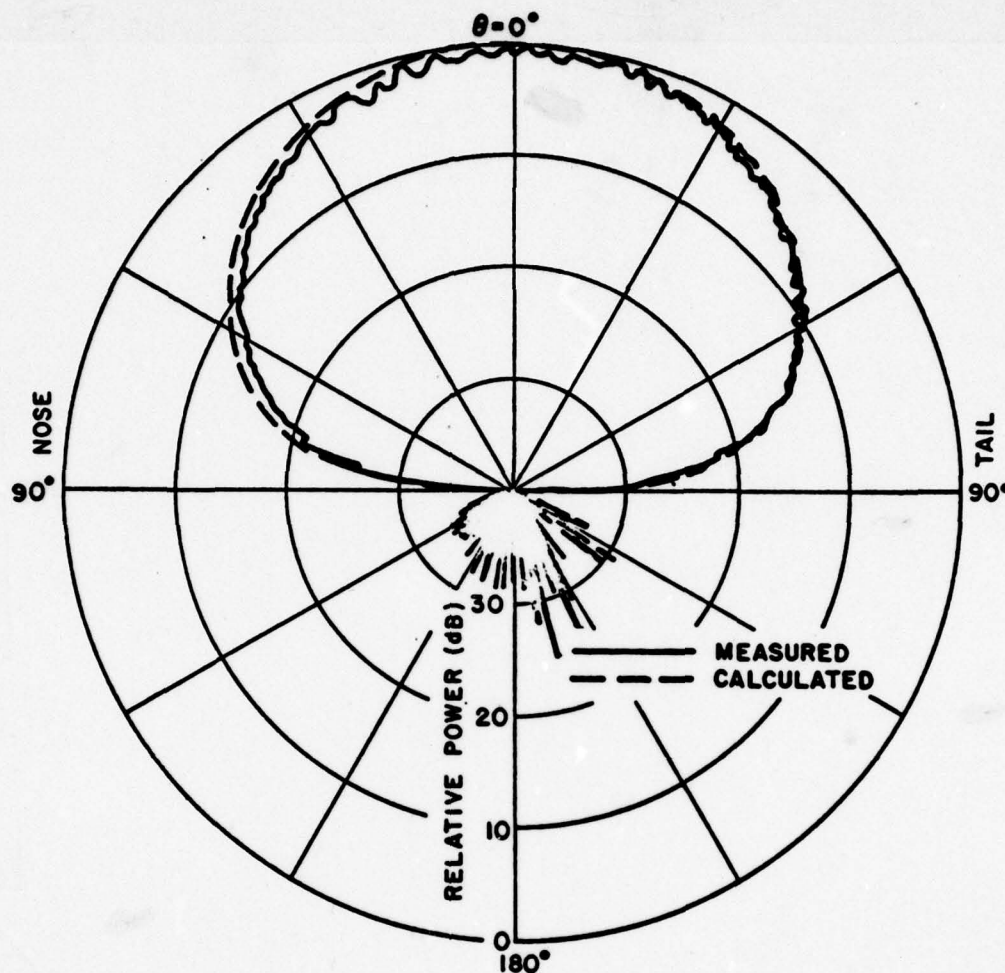 θ=0°
90° NOSE
TAIL
90°
30
MEASURED
CALCULATED
20
RELATIVE POWER (dB)
10
0
180°